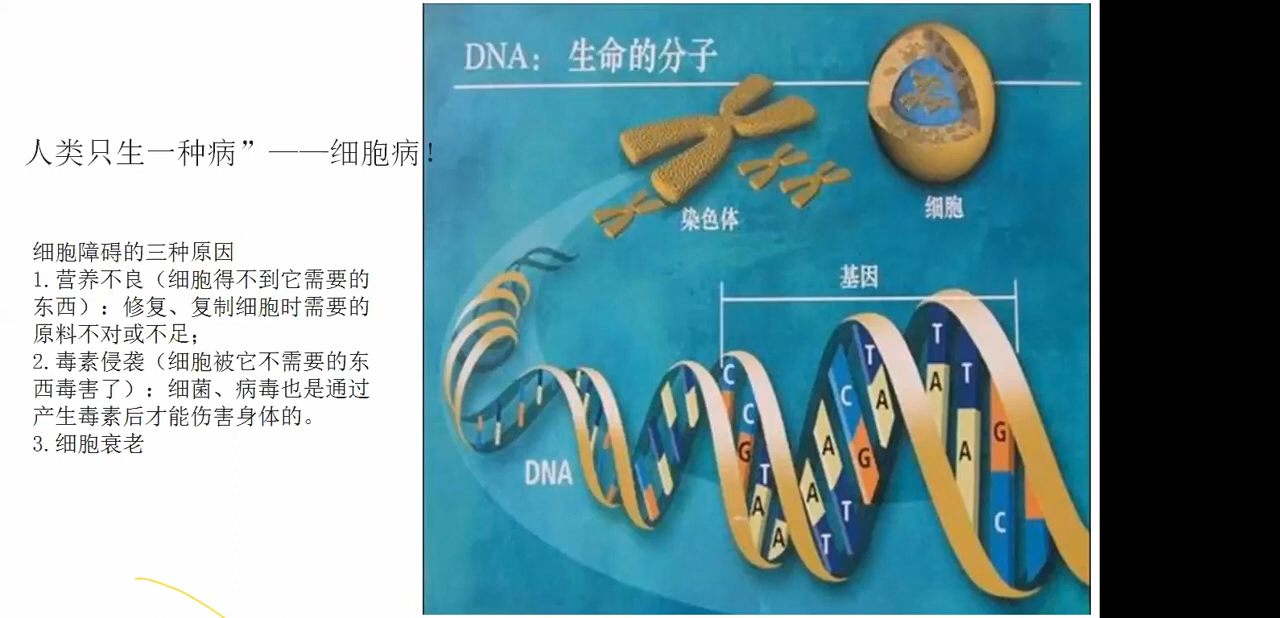 DNA： 生命的分子
人类只生一种病”——细胞病！
染色体
细胞
细胞障碍的三种原因
1.营养不良（细胞得不到它需要的
东西）：修复、复制细胞时需要的
原料不对或不足；
2.毒素侵袭（细胞被它不需要的东
西毒害了）：细菌、病毒也是通过
产生毒素后才能伤害身体的。
3.细胞衰老
基因
DNA
C
C
G
T
A
A
T
A
A
T
C
G
T
A
T
A
T
A
G
C